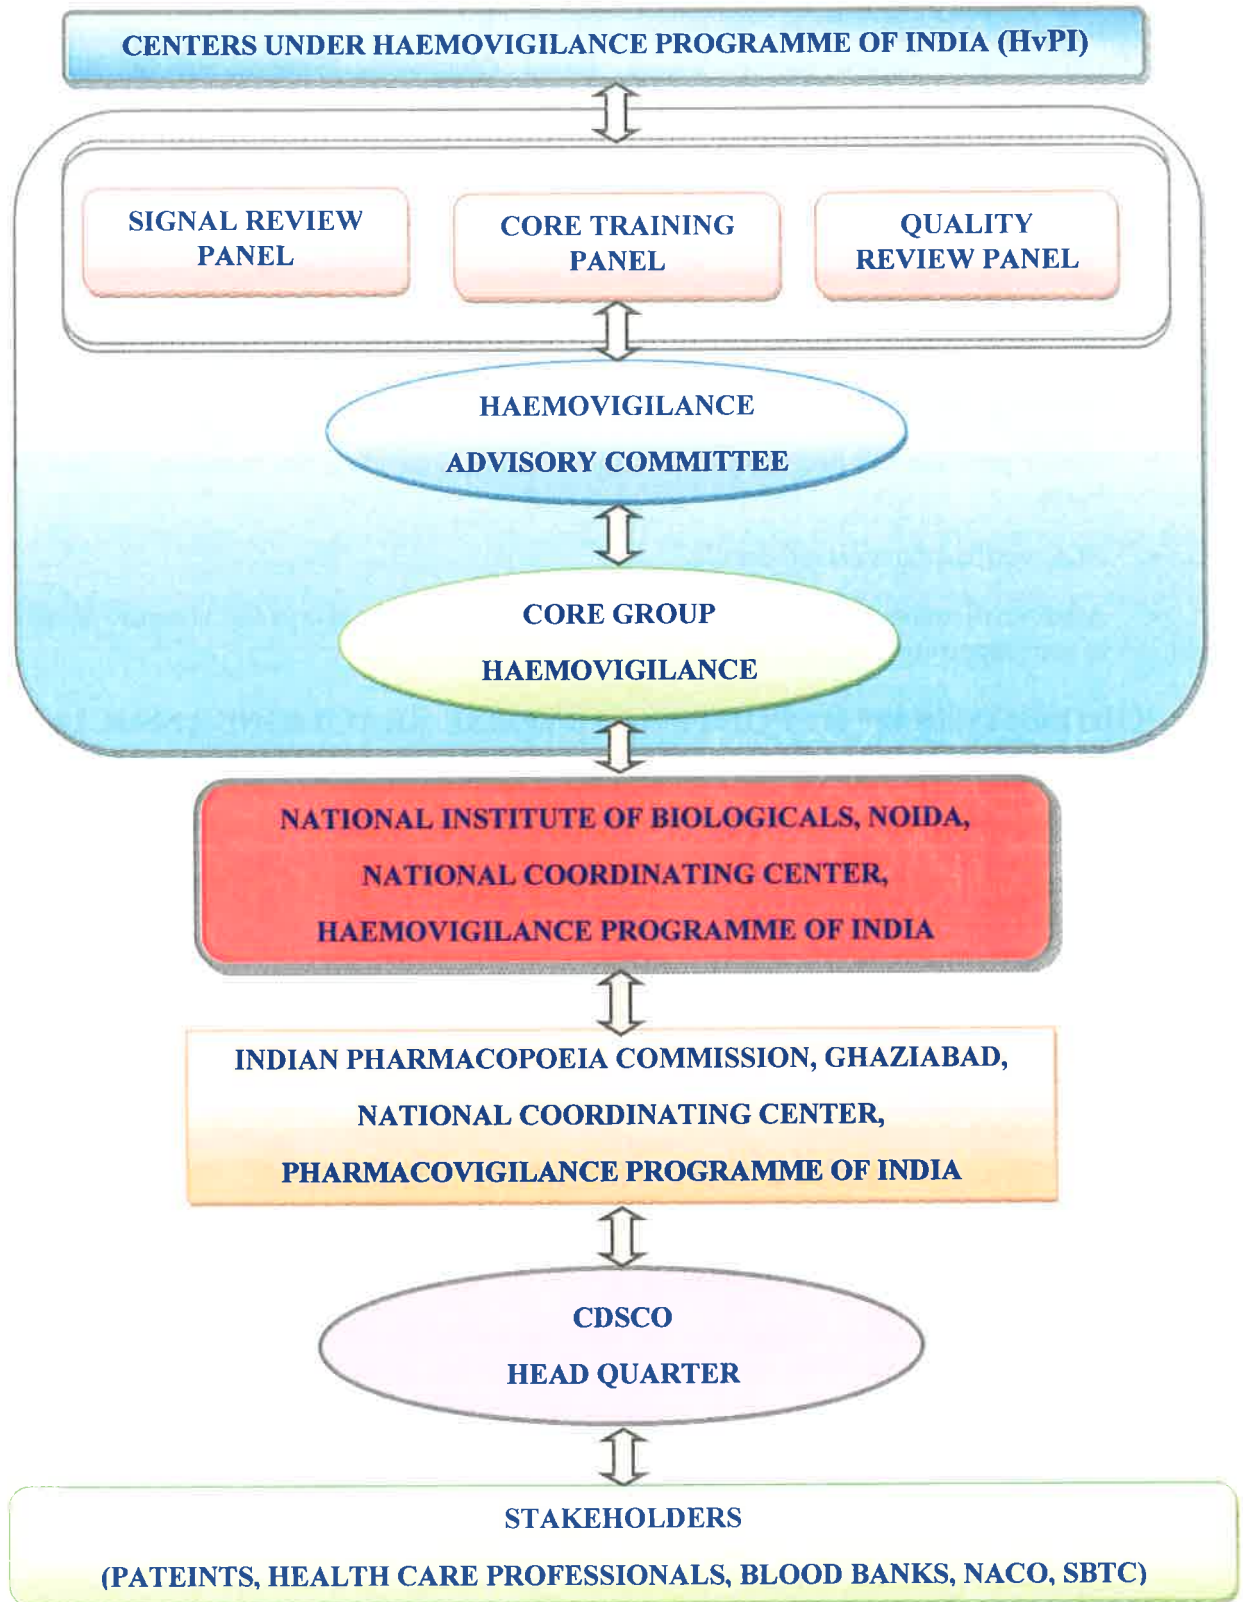 CENTERS UNDER HAEMOVIGILANCE PROGRAMME OF INDIA (HvPI)
SIGNAL REVIEW
PANEL
CORE TRAINING
PANEL
QUALITY
REVIEW PANEL
HAEMOVIGILANCE
ADVISORY COMMITTEE
CORE GROUP
HAEMOVIGILANCE
NATIONAL INSTITUTE OF BIOLOGICALS, NOIDA,
NATIONAL COORDINATING CENTER,
HAEMOVIGILANCE PROGRAMME OF INDIA
INDIAN PHARMACOPOEIA COMMISSION, GHAZIABAD,
NATIONAL COORDINATING CENTER,
PHARMACOVIGILANCE PROGRAMME OF INDIA
CDSCO
HEAD QUARTER
STAKEHOLDERS
(PATEINTS, HEALTH CARE PROFESSIONALS, BLOOD BANKS, NACO, SBTC)